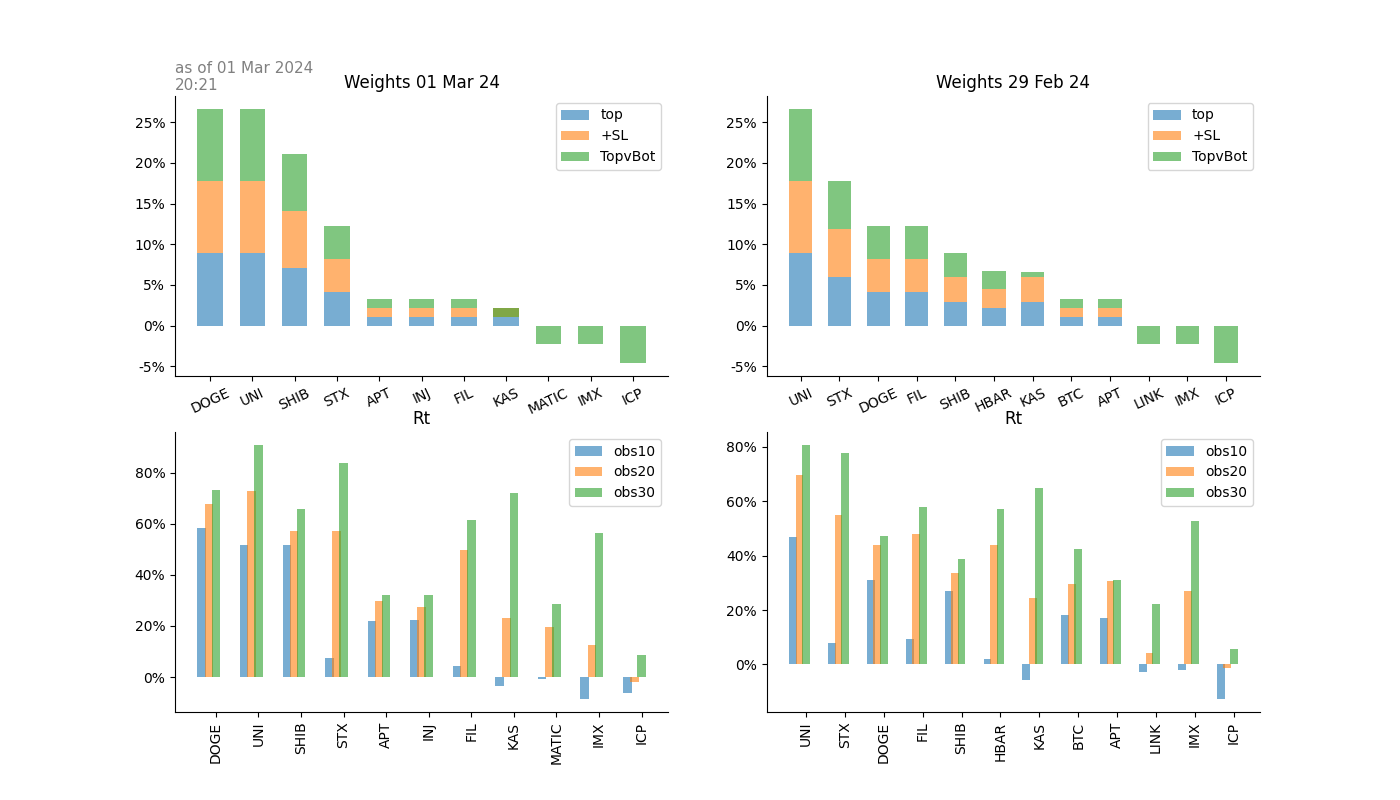 as of 01 Mar 2024
20:21
Weights 01 Mar 24
25%
20%
15%
10%
5%
0%
-5%
top
+SL
TopvBot
DOGE UNI SHIB STX APT INJ FIL KAS MATIC IMX ICP
Weights 29 Feb 24
25%
20%
15%
10%
5%
0%
-5%
top
+SL
TopvBot
UNI STX DOGE FIL SHIB HBAR KAS BTC APT LINK IMX ICP
Rt
80%
60%
40%
20%
0%
obs10
obs20
obs30
DOGE UNI SHIB STX APT INJ FIL KAS MATIC IMX ICP
Rt
80%
60%
40%
20%
0%
obs10
obs20
obs30
UNI STX DOGE FIL SHIB HBAR KAS BTC APT LINK IMX ICP